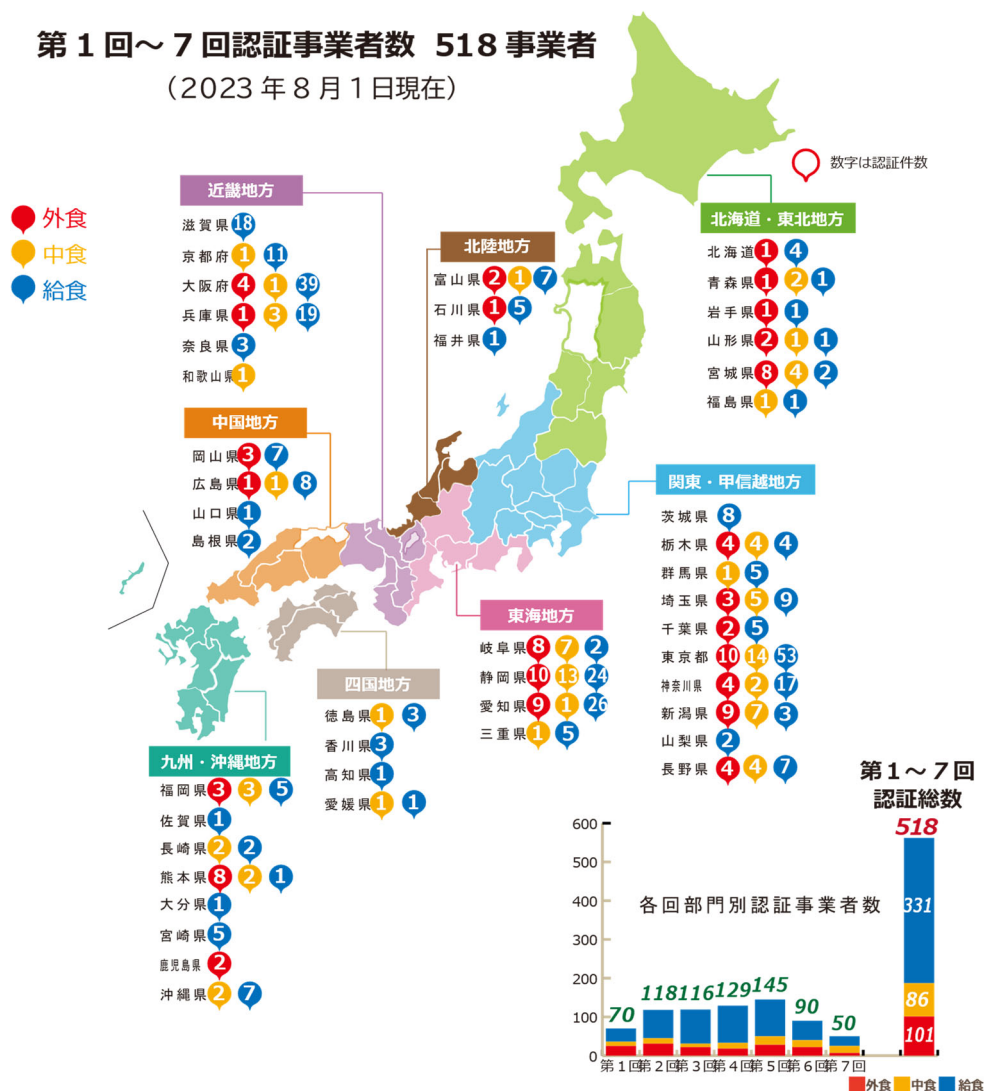 第1回～7回認証事業者数 518事業者
（2023年8月1日現在）
数字は認証件数
外食
中食
給食
近畿地方
滋賀県 18
京都府 1 11
大阪府 4 1 39
兵庫県 1 3 19
奈良県 3
和歌山県 1
北陸地方
富山県 2 1 7
石川県 1 5
福井県 1
北海道・東北地方
北海道 1 4
青森県 1 2 1
岩手県 1 1
山形県 2 1 1
宮城県 8 4 2
福島県 1 1
中国地方
岡山県 3 7
広島県 1 1 8
山口県 1
島根県 2
関東・甲信越地方
茨城県 8
栃木県 4 4 4
群馬県 1 5
埼玉県 3 5 9
千葉県 2 5
東京都 10 14 53
神奈川県 4 2 17
新潟県 9 7 3
山梨県 2
長野県 4 4 7
東海地方
岐阜県 8 7 2
静岡県 10 13 24
愛知県 9 1 26
三重県 1 5
四国地方
徳島県 1 3
香川県 3
高知県 1
愛媛県 1 1
九州・沖縄地方
福岡県 3 3 5
佐賀県 1
長崎県 2 2
熊本県 8 2 1
大分県 1
宮崎県 5
鹿児島県 2
沖縄県 2 7
第1～7回
認証総数
518
331
86
101
各回部門別認証事業者数
600
500
400
300
200
100
0
70 118 116 129 145 90 50
第1回 第2回 第3回 第4回 第5回 第6回 第7回
外食 中食 給食